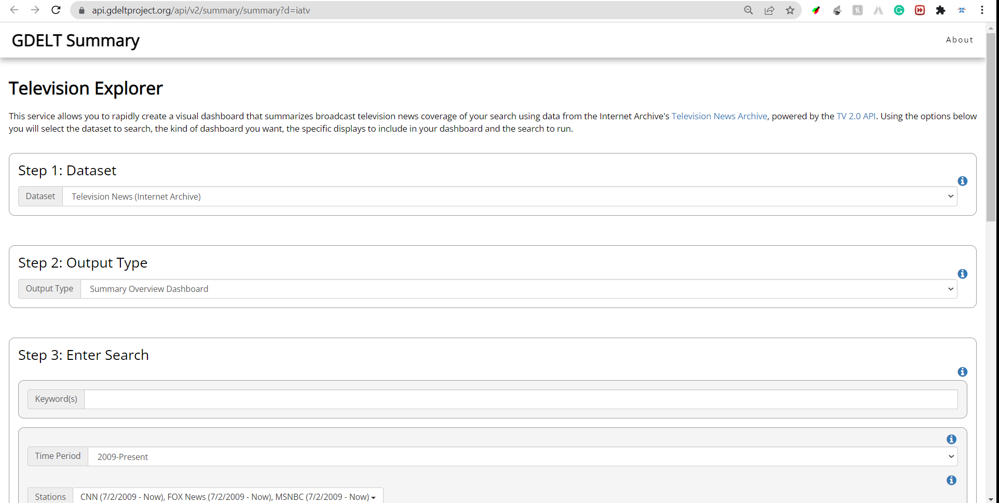 api.gdeltproject.org/api/v2/summary/summary?d=iatv
GDELT Summary
About
Television Explorer
This service allows you to rapidly create a visual dashboard that summarizes broadcast television news coverage of your search using data from the Internet Archive's Television News Archive, powered by the TV 2.0 API. Using the options below
you will select the dataset to search, the kind of dashboard you want, the specific displays to include in your dashboard and the search to run.
Step 1: Dataset
Dataset Television News (Internet Archive)
Step 2: Output Type
Output Type Summary Overview Dashboard
Step 3: Enter Search
Keyword(s)
Time Period 2009-Present
Stations CNN (7/2/2009 - Now), FOX News (7/2/2009 - Now), MSNBC (7/2/2009 - Now)